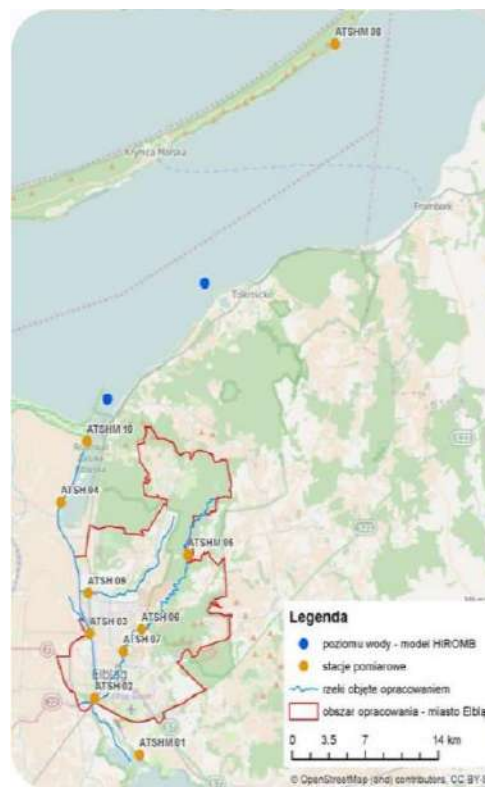 ATSHM 08
Krynica Morska
Frombork
Tolkmicko
ATSHM 10
ATSH 04
ATSHM 05
ATSH 09
ATSH 06
ATSH 03
ATSH 07
Elbląg
ATSH 02
ATSHM 01
Legenda
poziomu wody - model HIROMB
stacje pomiarowe
rzeki objęte opracowaniem
obszar opracowania - miasto Elblą
0 3.5 7 14 km
© OpenStreetMap (and) contributors, CC BY-S